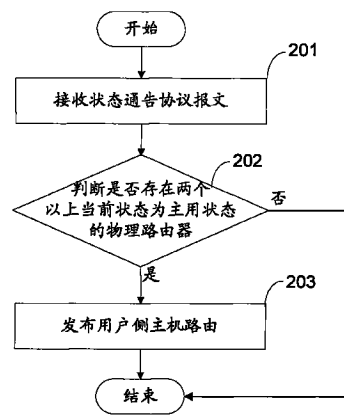 开始
201
接收状态通告协议报文
202
判断是否存在两个
以上当前状态为主用状态
的物理路由器
否
是
203
发布用户侧主机路由
结束